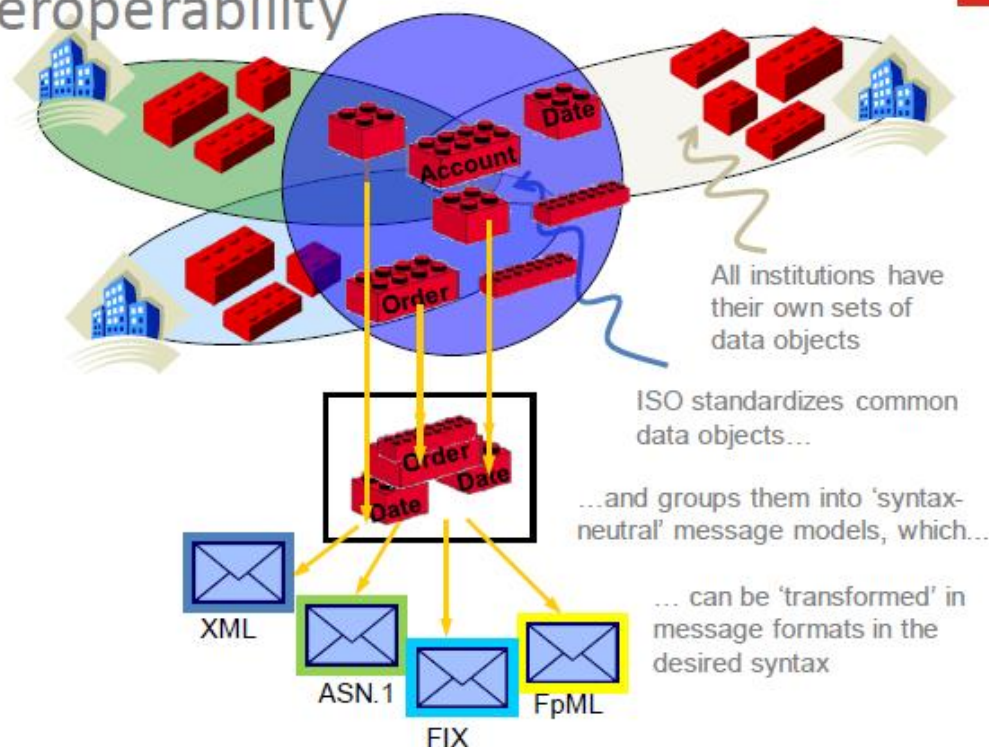 eroperability
Date
Account
Order
All institutions have
their own sets of
data objects
ISO standardizes common
data objects…
Order
Date
Date
…and groups them into ‘syntax-
neutral’ message models, which...
… can be ‘transformed’ in
message formats in the
desired syntax
XML
ASN.1
FIX
FpML